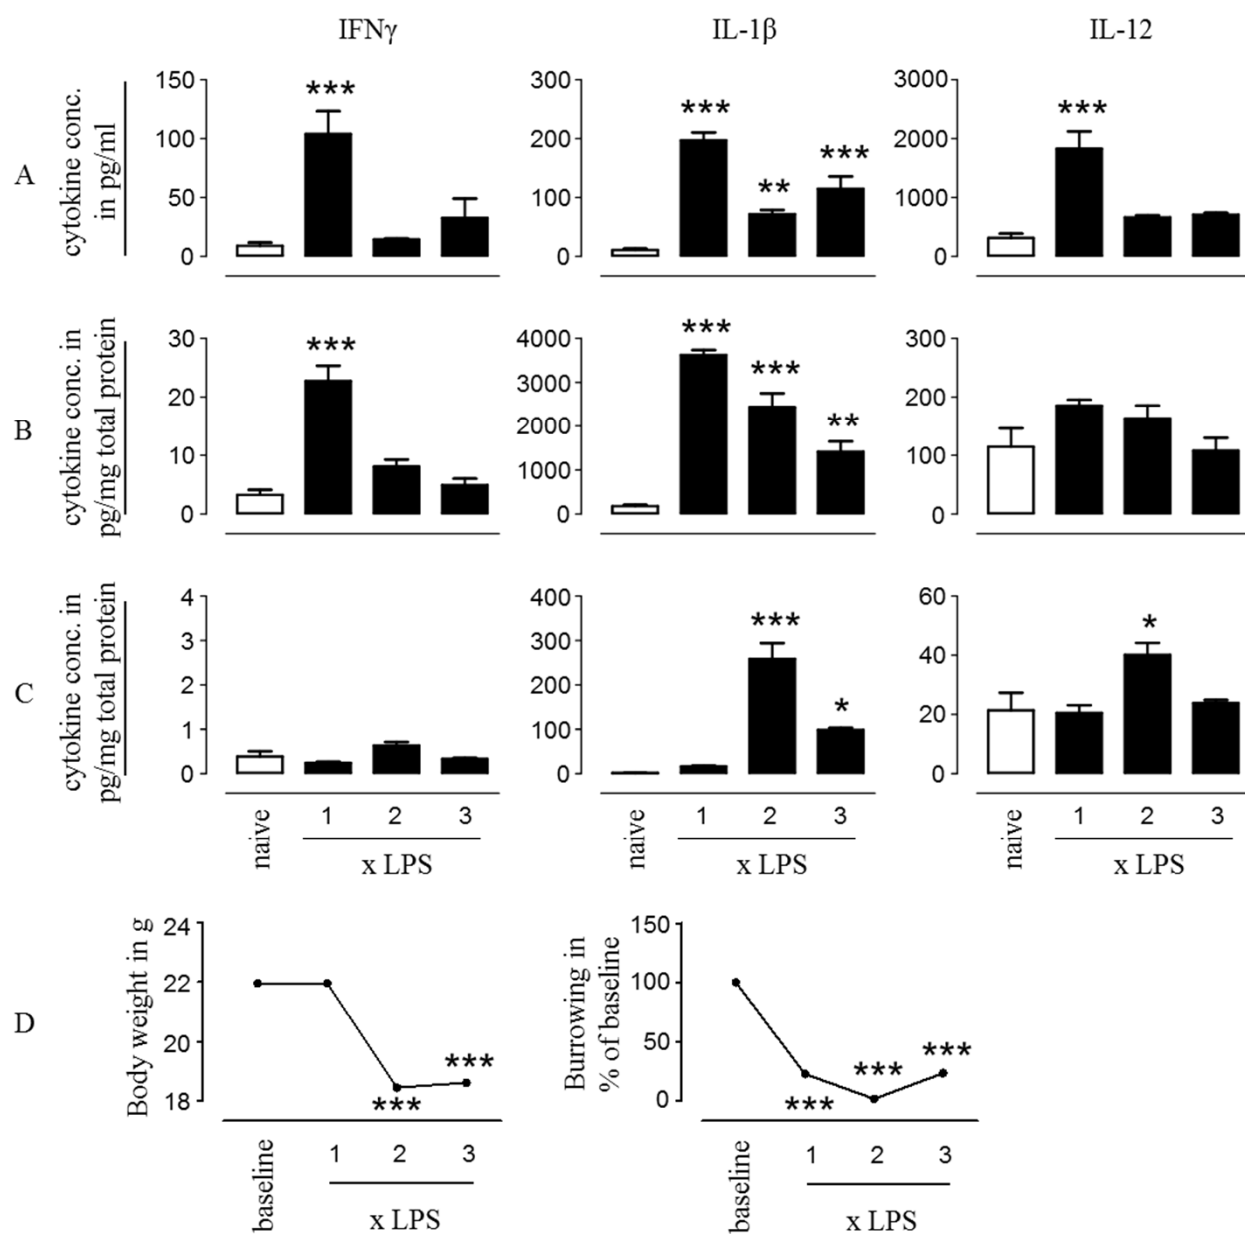 IFNγ IL-1β IL-12
A
cytokine conc.
in pg/ml
150
100
50
0
***
300
200
100
0
***
**
***
3000
2000
1000
0
***
B
cytokine conc. in
pg/mg total protein
30
20
10
0
***
4000
3000
2000
1000
0
***
***
**
300
200
100
0
C
cytokine conc. in
pg/mg total protein
4
3
2
1
0
400
300
200
100
0
***
*
60
40
20
0
*
naive 1 2 3
x LPS
naive 1 2 3
x LPS
naive 1 2 3
x LPS
D
Body weight in g
24
22
20
18
***
***
baseline 1 2 3
x LPS
Burrowing in
% of baseline
150
100
50
0
***
***
***
baseline 1 2 3
x LPS